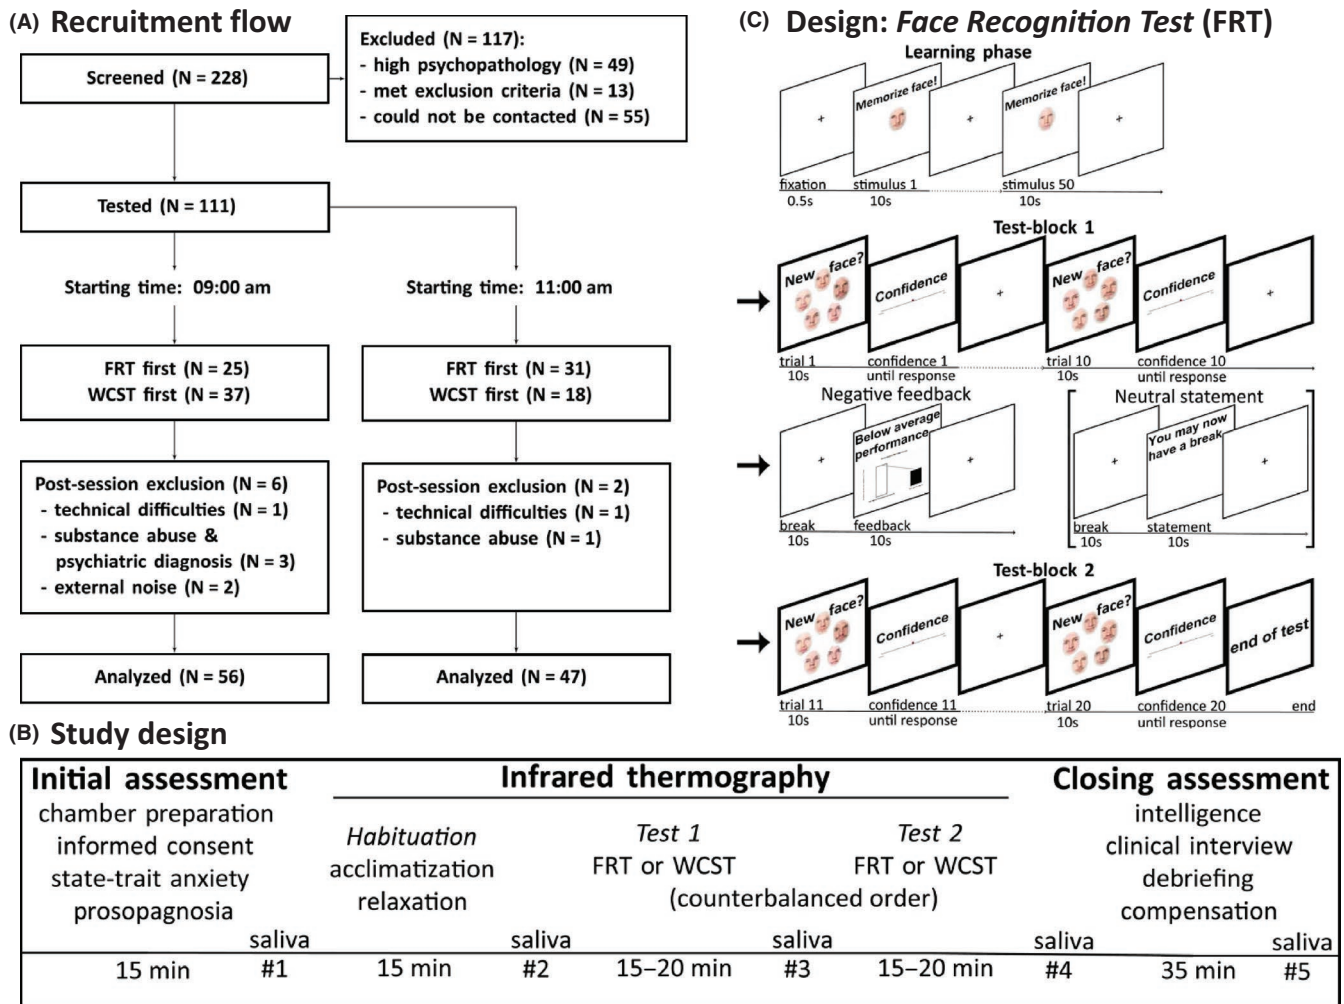 (A) Recruitment flow
Screened (N = 228)
Excluded (N = 117):
- high psychopathology (N = 49)
- met exclusion criteria (N = 13)
- could not be contacted (N = 55)
Tested (N = 111)
Starting time: 09:00 am
Starting time: 11:00 am
FRT first (N = 25)
WCST first (N = 37)
FRT first (N = 31)
WCST first (N = 18)
Post-session exclusion (N = 6)
- technical difficulties (N = 1)
- substance abuse &
psychiatric diagnosis (N = 3)
- external noise (N = 2)
Post-session exclusion (N = 2)
- technical difficulties (N = 1)
- substance abuse (N = 1)
Analyzed (N = 56)
Analyzed (N = 47)
(C) Design: Face Recognition Test (FRT)
Learning phase
Memorize face!
Memorize face!
fixation
0.5s
stimulus 1
10s
stimulus 50
10s
Test-block 1
New face?
Confidence
New face?
Confidence
trial 1
10s
confidence 1
until response
trial 10
10s
confidence 10
until response
Negative feedback
Below average
performance
break
10s
feedback
10s
Neutral statement
You may now
have a break
break
10s
statement
10s
Test-block 2
New face?
Confidence
New face?
Confidence
end of test
trial 11
10s
confidence 11
until response
trial 20
10s
confidence 20
until response
end
(B) Study design
Initial assessment
chamber preparation
informed consent
state-trait anxiety
prosopagnosia
Infrared thermography
Habituation
acclimatization
relaxation
Test 1
FRT or WCST
Test 2
FRT or WCST
(counterbalanced order)
Closing assessment
intelligence
clinical interview
debriefing
compensation
saliva saliva saliva saliva saliva
15 min #1 15 min #2 15–20 min #3 15–20 min #4 35 min #5